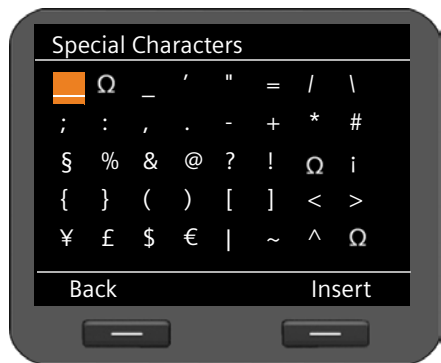 Special Characters
Ω _ ′ " = / \
; : , . - + * #
§ % & @ ? ! Ω ¡
{ } ( ) [ ] < >
¥ £ $ € | ~ ^ Ω
Back Insert